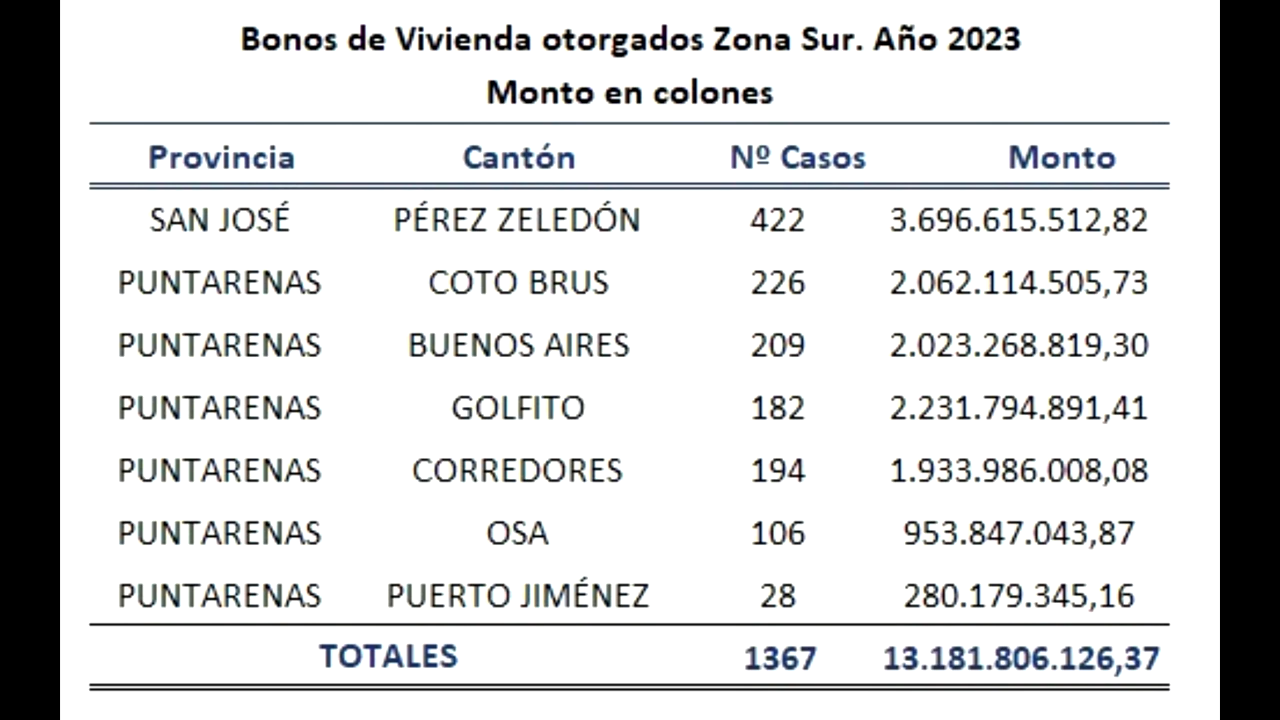 Bonos de Vivienda otorgados Zona Sur. Año 2023
Monto en colones
Provincia Cantón Nº Casos Monto
SAN JOSÉ PÉREZ ZELEDÓN 422 3.696.615.512,82
PUNTARENAS COTO BRUS 226 2.062.114.505,73
PUNTARENAS BUENOS AIRES 209 2.023.268.819,30
PUNTARENAS GOLFITO 182 2.231.794.891,41
PUNTARENAS CORREDORES 194 1.933.986.008,08
PUNTARENAS OSA 106 953.847.043,87
PUNTARENAS PUERTO JIMÉNEZ 28 280.179.345,16
TOTALES 1367 13.181.806.126,37